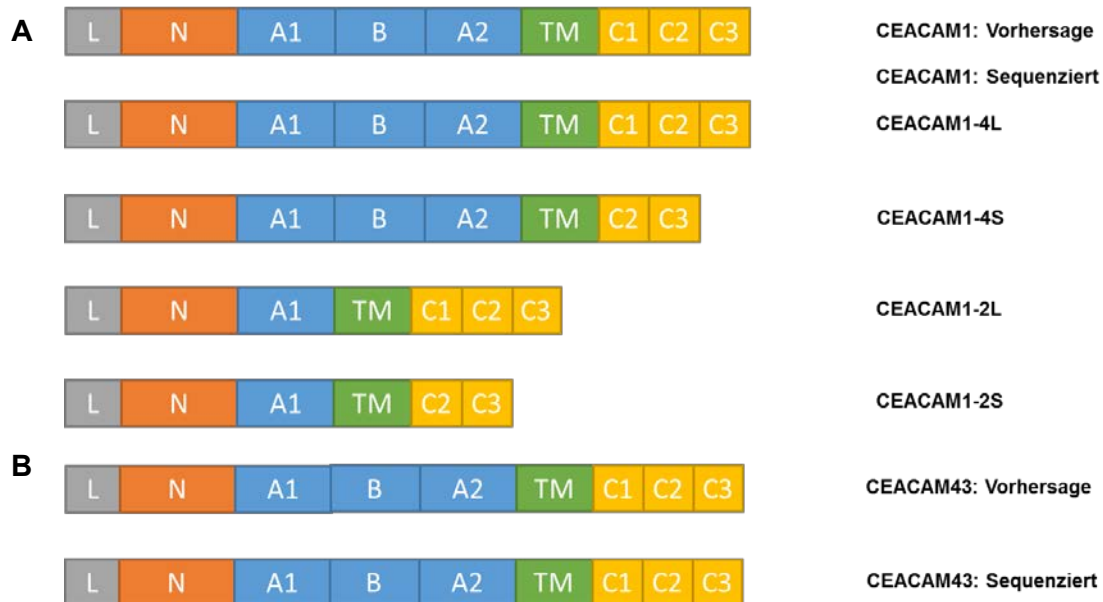 A L N A1 B A2 TM C1 C2 C3 CEACAM1: Vorhersage
CEACAM1: Sequenziert
L N A1 B A2 TM C1 C2 C3 CEACAM1-4L
L N A1 B A2 TM C2 C3 CEACAM1-4S
L N A1 TM C1 C2 C3 CEACAM1-2L
L N A1 TM C2 C3 CEACAM1-2S
B L N A1 B A2 TM C1 C2 C3 CEACAM43: Vorhersage
L N A1 B A2 TM C1 C2 C3 CEACAM43: Sequenziert